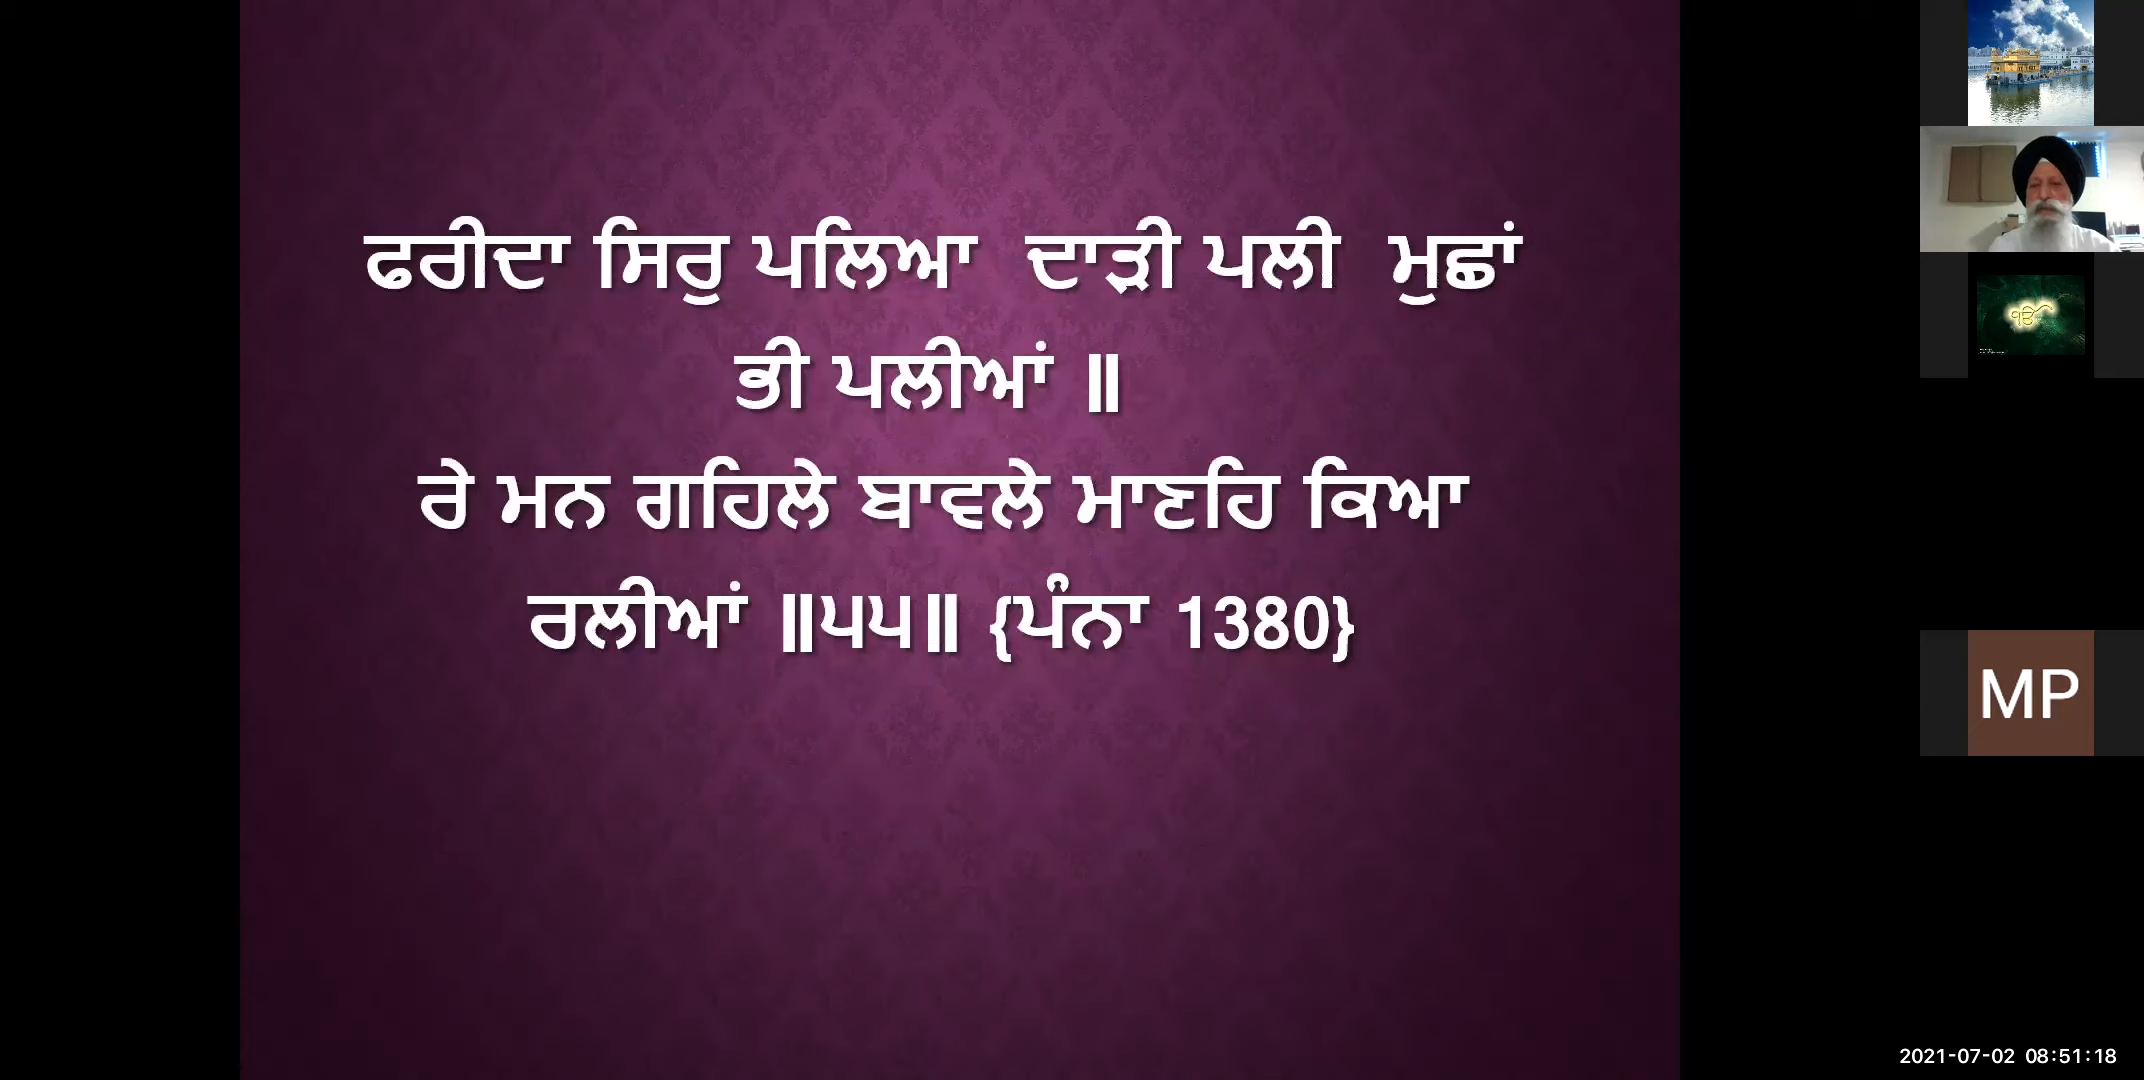 ਫਰੀਦਾ ਸਿਰੁ ਪਲਿਆ ਦਾੜੀ ਪਲੀ ਮੁਛਾਂ
ਭੀ ਪਲੀਆਂ ॥
ਰੇ ਮਨ ਗਹਿਲੇ ਬਾਵਲੇ ਮਾਣਹਿ ਕਿਆ
ਰਲੀਆਂ ॥੫੫॥ {ਪੰਨਾ 1380}
ੴ
MP
2021-07-02 08:51:18